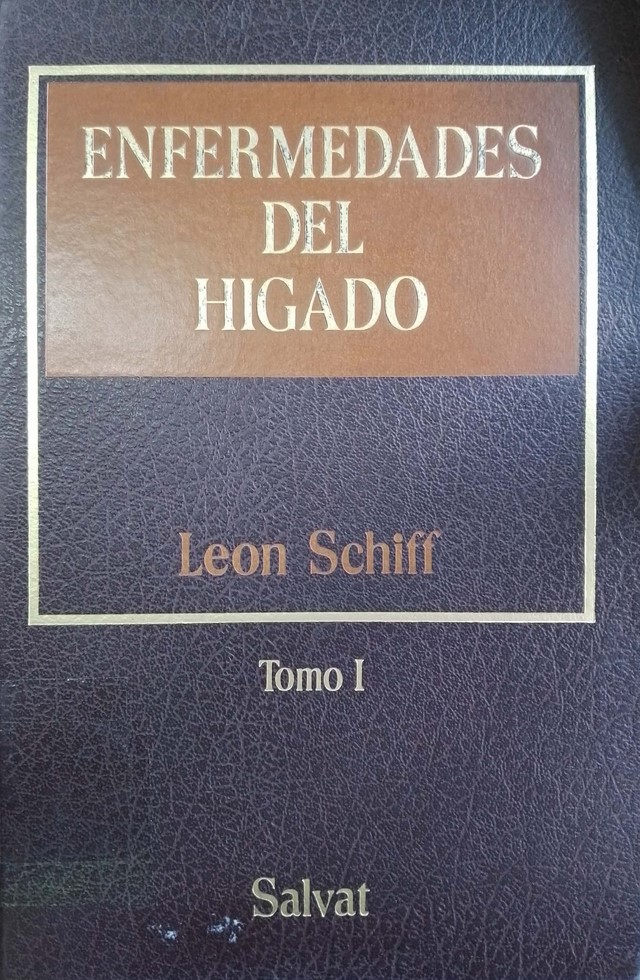 ENFERMEDADES
DEL
HIGADO
Leon Schiff
Tomo I
Salvat